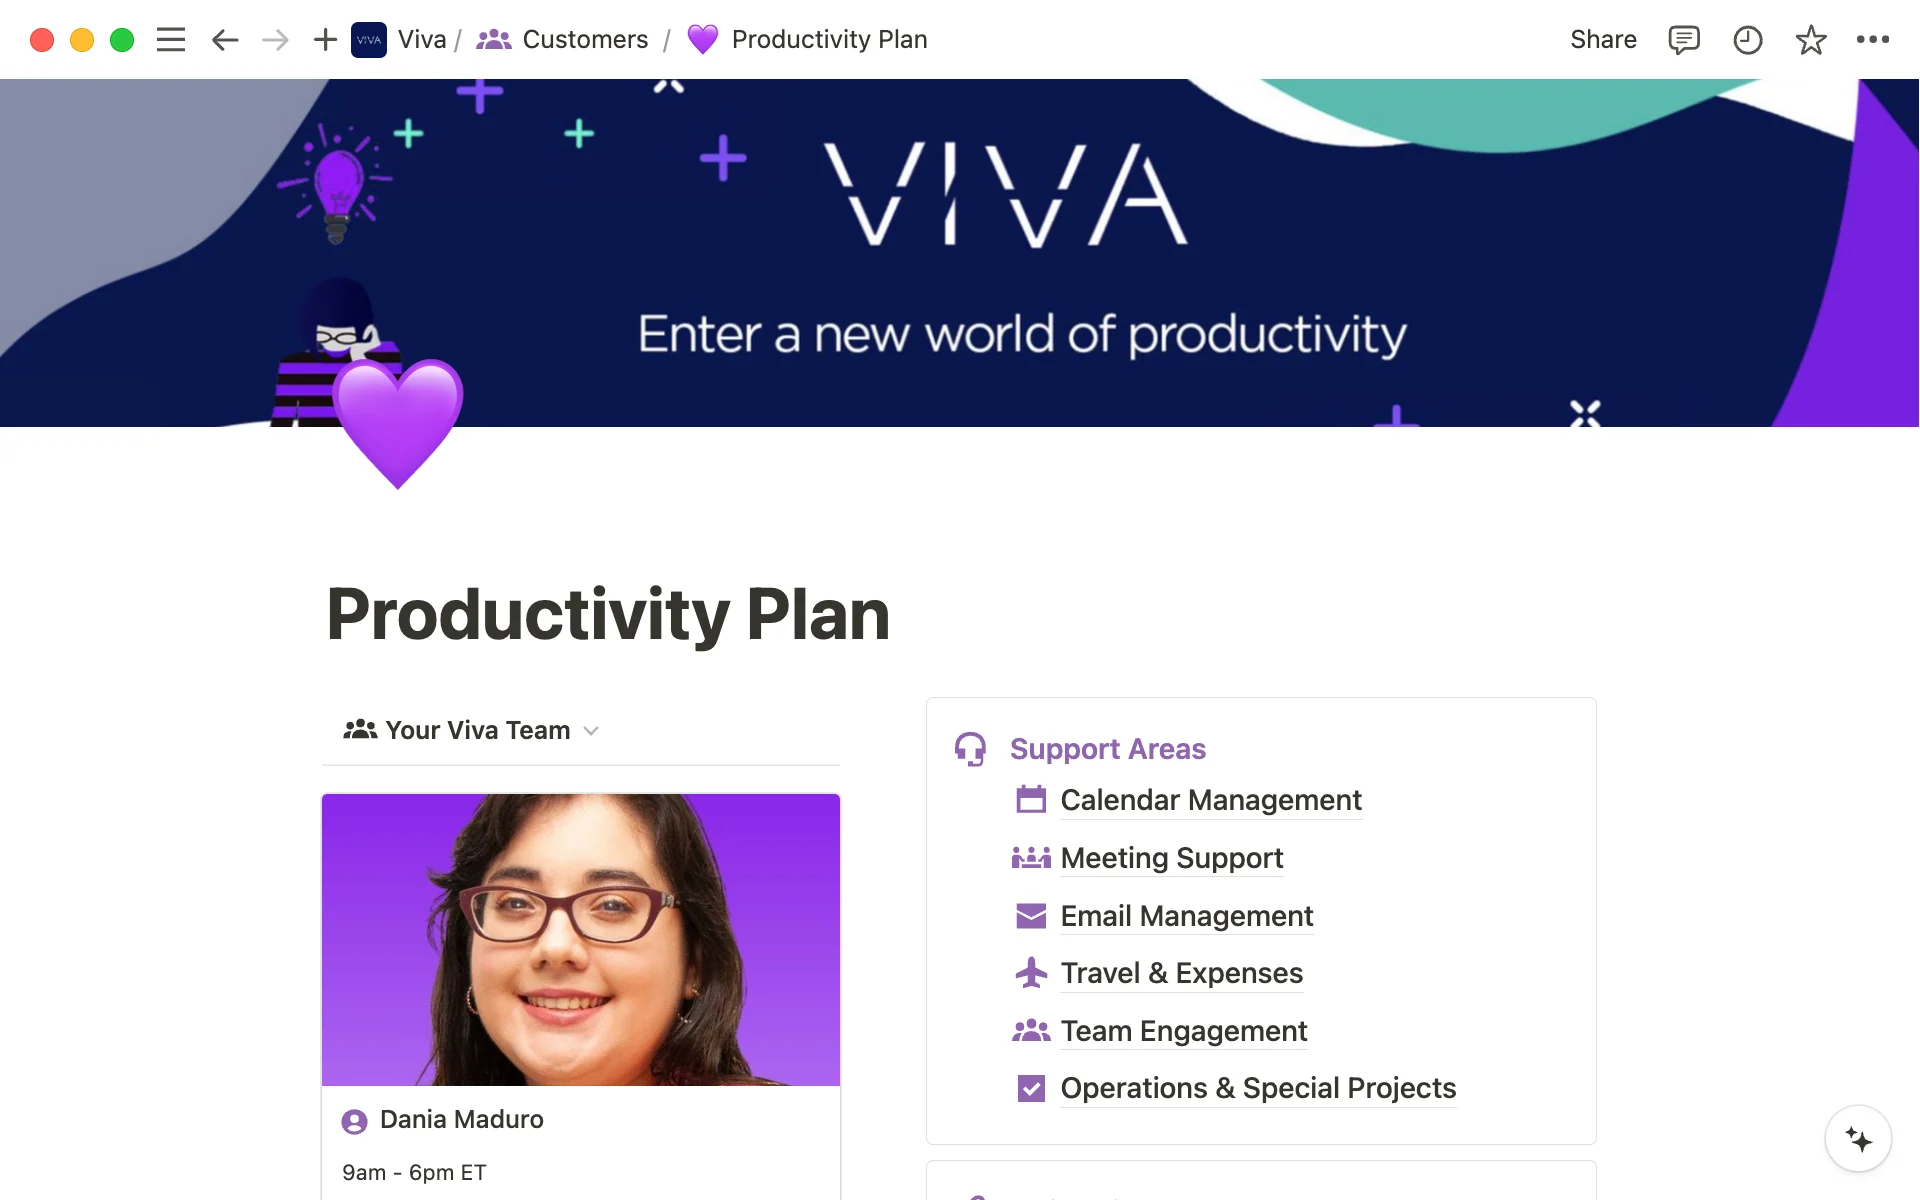 VIVA Viva / Customers / Productivity Plan Share
VIVA
Enter a new world of productivity
Productivity Plan
Your Viva Team
Support Areas
Calendar Management
Meeting Support
Email Management
Travel & Expenses
Team Engagement
Operations & Special Projects
Dania Maduro
9am - 6pm ET